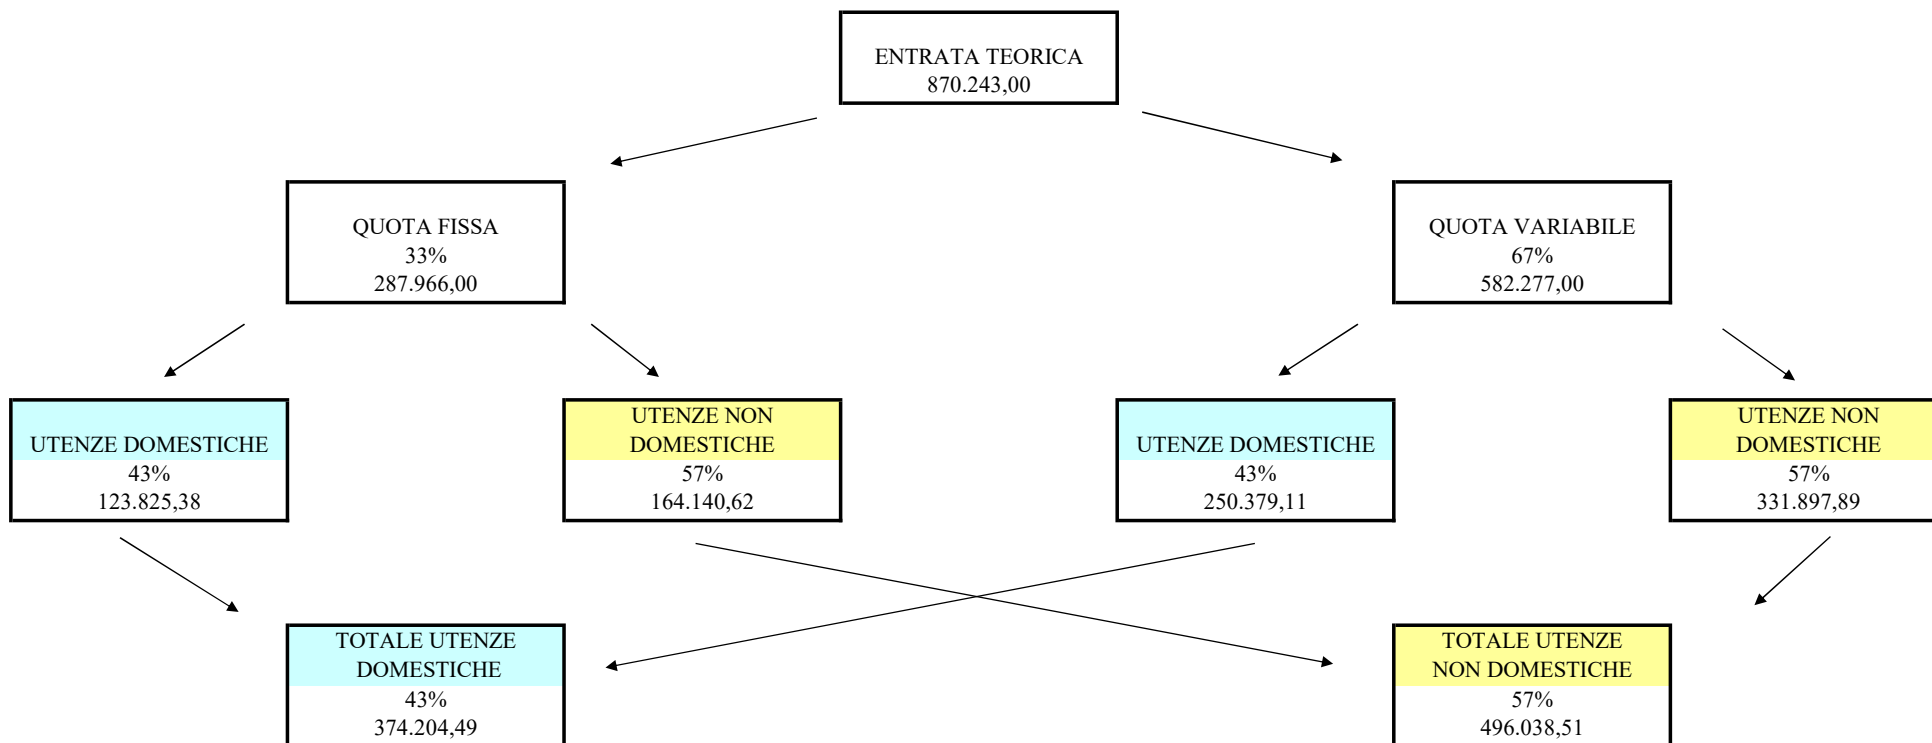 ENTRATA TEORICA
870.243,00
QUOTA FISSA
33%
287.966,00
QUOTA VARIABILE
67%
582.277,00
UTENZE DOMESTICHE
43%
123.825,38
UTENZE NON
DOMESTICHE
57%
164.140,62
UTENZE DOMESTICHE
43%
250.379,11
UTENZE NON
DOMESTICHE
57%
331.897,89
TOTALE UTENZE
DOMESTICHE
43%
374.204,49
TOTALE UTENZE
NON DOMESTICHE
57%
496.038,51